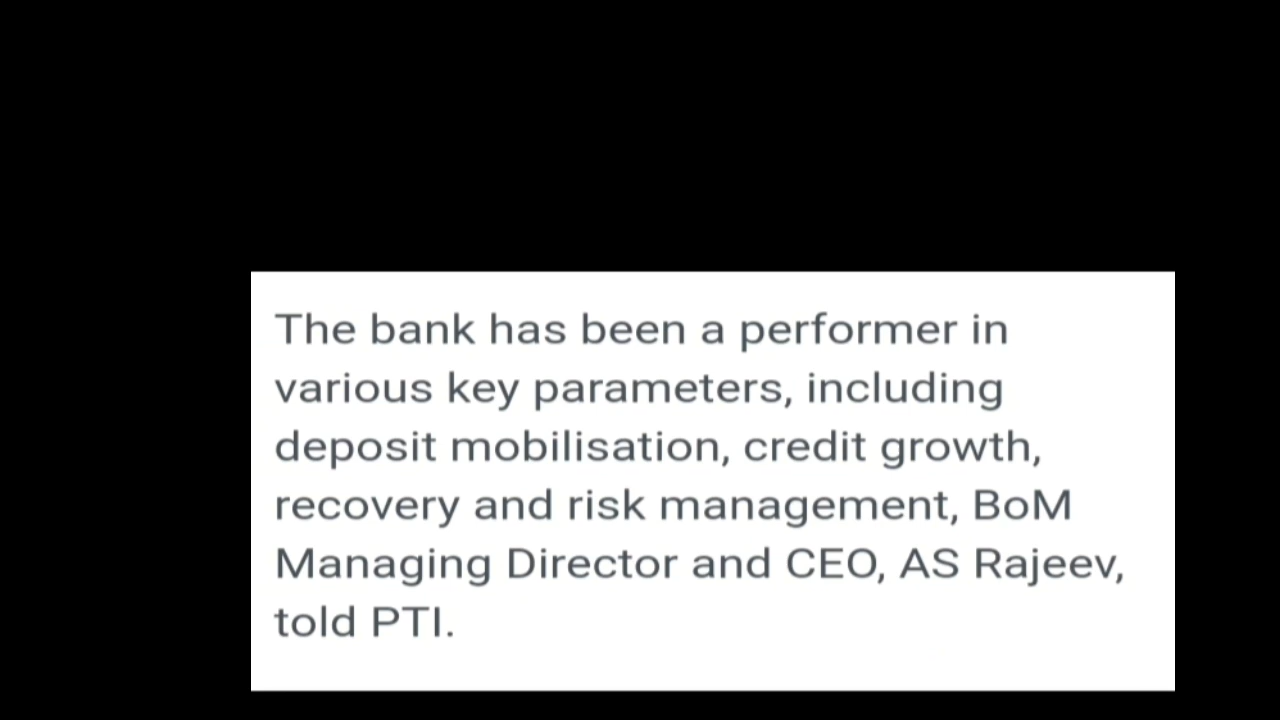 The bank has been a performer in
various key parameters, including
deposit mobilisation, credit growth,
recovery and risk management, BoM
Managing Director and CEO, AS Rajeev,
told PTI.